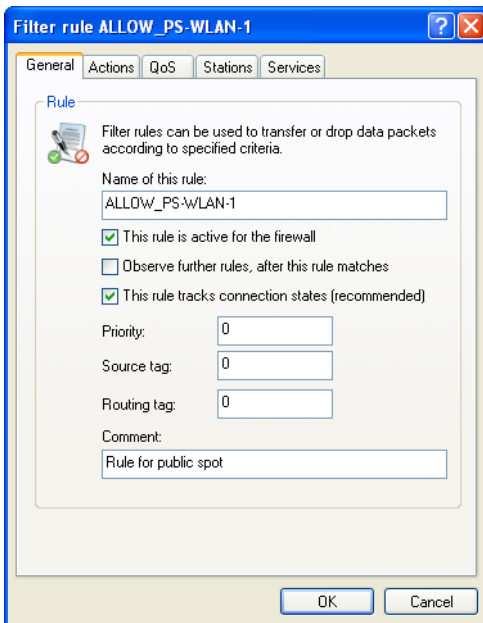 Filter rule ALLOW_PS-WLAN-1
General Actions QoS Stations Services
Rule
Filter rules can be used to transfer or drop data packets
according to specified criteria.
Name of this rule:
ALLOW_PS-WLAN-1
This rule is active for the firewall
Observe further rules, after this rule matches
This rule tracks connection states (recommended)
Priority: 0
Source tag: 0
Routing tag: 0
Comment:
Rule for public spot
OK Cancel